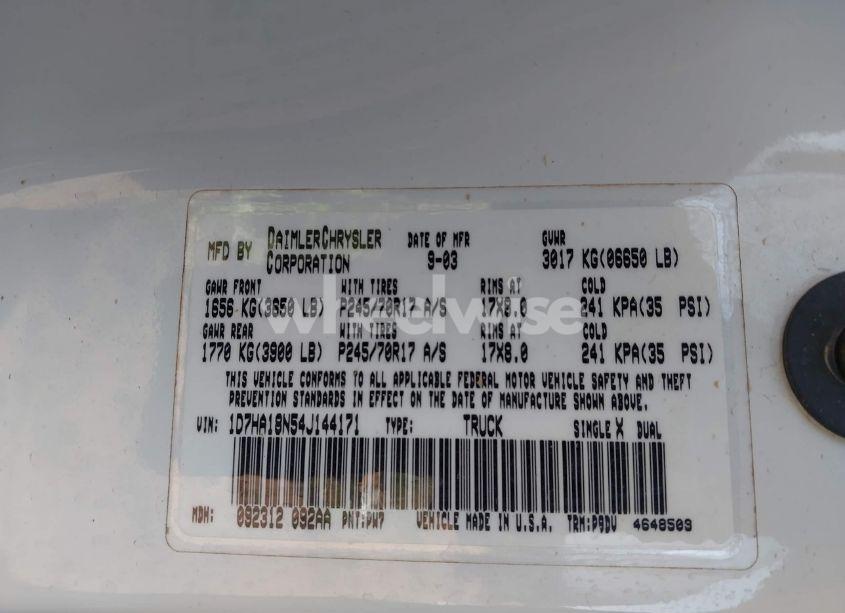 MFD BY DAIMLERCHRYSLER CORPORATION DATE OF MFR 9-03 GVWR 3017 KG(06650 LB)
GAWR FRONT WITH TIRES RIMS AT COLD
1656 KG(3650 LB) P245/70R17 A/S 17X8.0 241 KPA(35 PSI)
GAWR REAR WITH TIRES RIMS AT COLD
1770 KG(3900 LB) P245/70R17 A/S 17X8.0 241 KPA(35 PSI)
THIS VEHICLE CONFORMS TO ALL APPLICABLE FEDERAL MOTOR VEHICLE SAFETY AND THEFT
PREVENTION STANDARDS IN EFFECT ON THE DATE OF MANUFACTURE SHOWN ABOVE.
VIN: 1D7HA18N54J144171 TYPE: TRUCK SINGLE X DUAL
MDH: 092312 092AA PNT:PW7 VEHICLE MADE IN U.S.A. TRM:D9DV 4648509
wheelwise